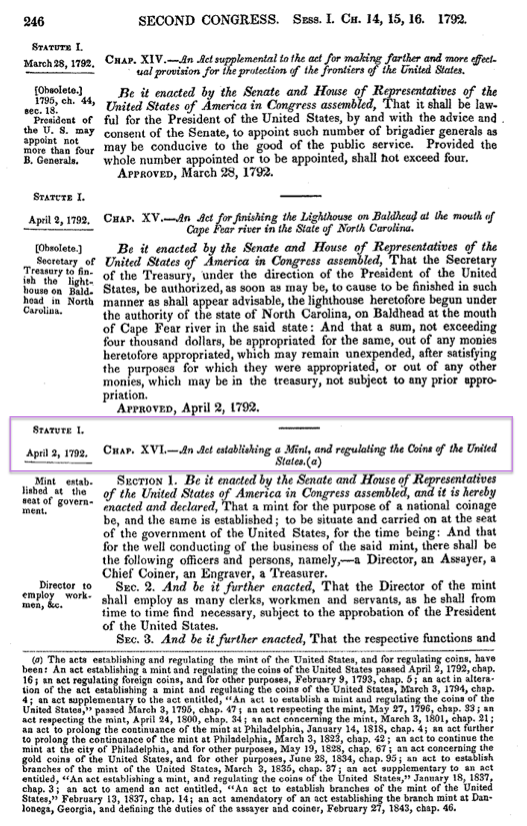 246 SECOND CONGRESS. Sess. I. Ch. 14, 15, 16. 1792.
Statute I.
March 28, 1792.
Chap. XIV.—An Act supplemental to the act for making farther and more effect-
ual provision for the protection of the frontiers of the United States.
[Obsolete.]
1795, ch. 44,
sec. 18.
President of
the U. S. may
appoint not
more than four
B. Generals.
Be it enacted by the Senate and House of Representatives of the
United States of America in Congress assembled, That it shall be law-
ful for the President of the United States, by and with the advice and
consent of the Senate, to appoint such number of brigadier generals as
may be conducive to the good of the public service. Provided the
whole number appointed or to be appointed, shall not exceed four.
Approved, March 28, 1792.
Statute I.
April 2, 1792.
Chap. XV.—An Act for finishing the Lighthouse on Baldhead at the mouth of
Cape Fear river in the State of North Carolina.
[Obsolete.]
Secretary of
Treasury to fin-
ish the light-
house on Bald-
head in North
Carolina.
Be it enacted by the Senate and House of Representatives of the
United States of America in Congress assembled, That the Secretary
of the Treasury, under the direction of the President of the United
States, be authorized, as soon as may be, to cause to be finished in such
manner as shall appear advisable, the lighthouse heretofore begun under
the authority of the state of North Carolina, on Baldhead at the mouth
of Cape Fear river in the said state: And that a sum, not exceeding
four thousand dollars, be appropriated for the same, out of any monies
heretofore appropriated, which may remain unexpended, after satisfying
the purposes for which they were appropriated, or out of any other
monies, which may be in the treasury, not subject to any prior appro-
priation.
Approved, April 2, 1792.
Statute I.
April 2, 1792.
Chap. XVI.—An Act establishing a Mint, and regulating the Coins of the United
States.(a)
Mint estab-
lished at the
seat of govern-
ment.
Section 1. Be it enacted by the Senate and House of Representatives
of the United States of America in Congress assembled, and it is hereby
enacted and declared, That a mint for the purpose of a national coinage
be, and the same is established; to be situate and carried on at the seat
of the government of the United States, for the time being: And that
for the well conducting of the business of the said mint, there shall be
the following officers and persons, namely,—a Director, an Assayer, a
Chief Coiner, an Engraver, a Treasurer.
Director to
employ work-
men, &c.
Sec. 2. And be it further enacted, That the Director of the mint
shall employ as many clerks, workmen and servants, as he shall from
time to time find necessary, subject to the approbation of the President
of the United States.
Sec. 3. And be it further enacted, That the respective functions and
(a) The acts establishing and regulating the mint of the United States, and for regulating coins, have
been: An act establishing a mint and regulating the coins of the United States passed April 2, 1792, chap.
16; an act regulating foreign coins, and for other purposes, February 9, 1793, chap. 5; an act in altera-
tion of the act establishing a mint and regulating the coins of the United States, March 3, 1794, chap.
4; an act supplementary to the act entitled, "An act to establish a mint and regulating the coins of the
United States," passed March 3, 1795, chap. 47; an act respecting the mint, May 27, 1796, chap. 33; an
act respecting the mint, April 24, 1800, chap. 34; an act concerning the mint, March 3, 1801, chap. 21;
an act to prolong the continuance of the mint at Philadelphia, January 14, 1818, chap. 4; an act further
to prolong the continuance of the mint at Philadelphia, March 3, 1823, chap. 42; an act to continue the
mint at the city of Philadelphia, and for other purposes, May 19, 1828, chap. 67; an act concerning the
gold coins of the United States, and for other purposes, June 28, 1834, chap. 95; an act to establish
branches of the mint of the United States, March 3, 1835, chap. 37; an act supplementary to an act
entitled, "An act establishing a mint, and regulating the coins of the United States," January 18, 1837,
chap. 3; an act to amend an act entitled, "An act to establish branches of the mint of the United
States," February 13, 1837, chap. 14; an act amendatory of an act establishing the branch mint at Dah-
lonega, Georgia, and defining the duties of the assayer and coiner, February 27, 1843, chap. 46.